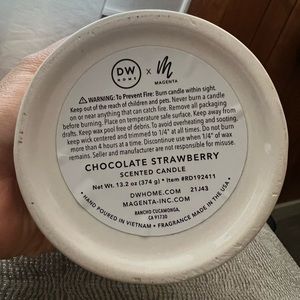 DW HOME x M MAGENTA
⚠ WARNING: To Prevent Fire: Burn candle within sight.
Keep out of the reach of children and pets. Never burn a candle
on or near anything that can catch fire. Remove all packaging
before burning. Place on temperature safe surface. Keep away from
drafts. Keep wax pool free of debris. To avoid overheating and sooting,
keep wick centered and trimmed to 1/4" at all times. Do not burn
more than 4 hours at a time. Discontinue use when 1/4" of wax
remains. Seller and manufacturer are not responsible for misuse.
CHOCOLATE STRAWBERRY
SCENTED CANDLE
Net Wt. 13.2 oz (374 g) • Item #RD192411
DWHOME.COM 21J43
MAGENTA-INC.COM
RANCHO CUCAMONGA,
CA 91730
HAND POURED IN VIETNAM • FRAGRANCE MADE IN THE USA